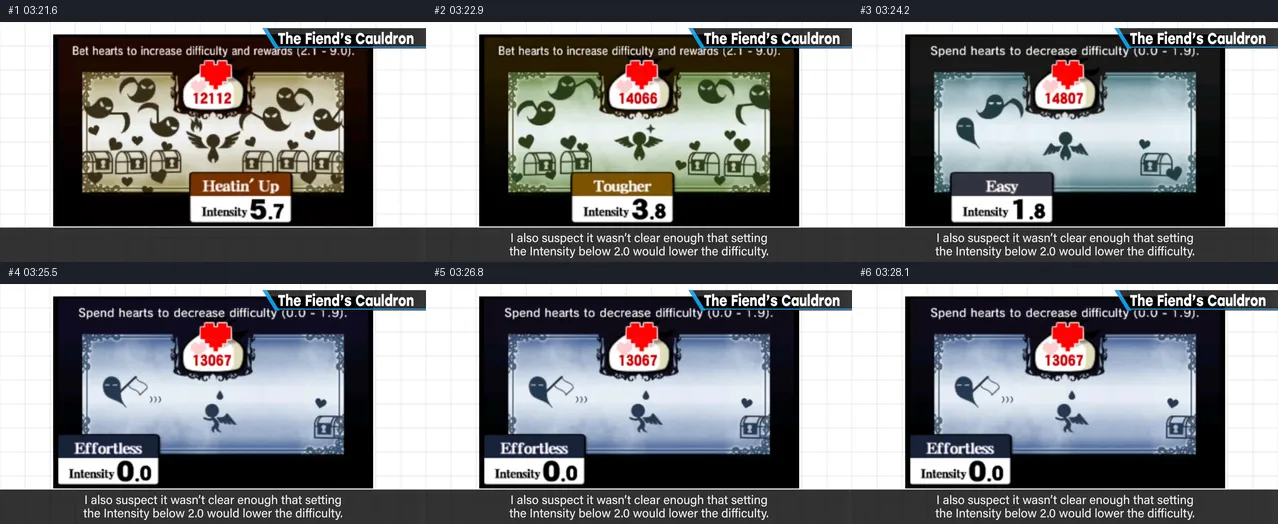 #1 03:21.6
The Fiend's Cauldron
Bet hearts to increase difficulty and rewards (2.1 - 9.0).
12112
Heatin' Up
Intensity 5.7
#2 03:22.9
The Fiend's Cauldron
Bet hearts to increase difficulty and rewards (2.1 - 9.0).
14066
Tougher
Intensity 3.8
I also suspect it wasn't clear enough that setting
the Intensity below 2.0 would lower the difficulty.
#3 03:24.2
The Fiend's Cauldron
Spend hearts to decrease difficulty (0.0 - 1.9).
14807
Easy
Intensity 1.8
I also suspect it wasn't clear enough that setting
the Intensity below 2.0 would lower the difficulty.
#4 03:25.5
The Fiend's Cauldron
Spend hearts to decrease difficulty (0.0 - 1.9).
13067
Effortless
Intensity 0.0
I also suspect it wasn't clear enough that setting
the Intensity below 2.0 would lower the difficulty.
#5 03:26.8
The Fiend's Cauldron
Spend hearts to decrease difficulty (0.0 - 1.9).
13067
Effortless
Intensity 0.0
I also suspect it wasn't clear enough that setting
the Intensity below 2.0 would lower the difficulty.
#6 03:28.1
The Fiend's Cauldron
Spend hearts to decrease difficulty (0.0 - 1.9).
13067
Effortless
Intensity 0.0
I also suspect it wasn't clear enough that setting
the Intensity below 2.0 would lower the difficulty.